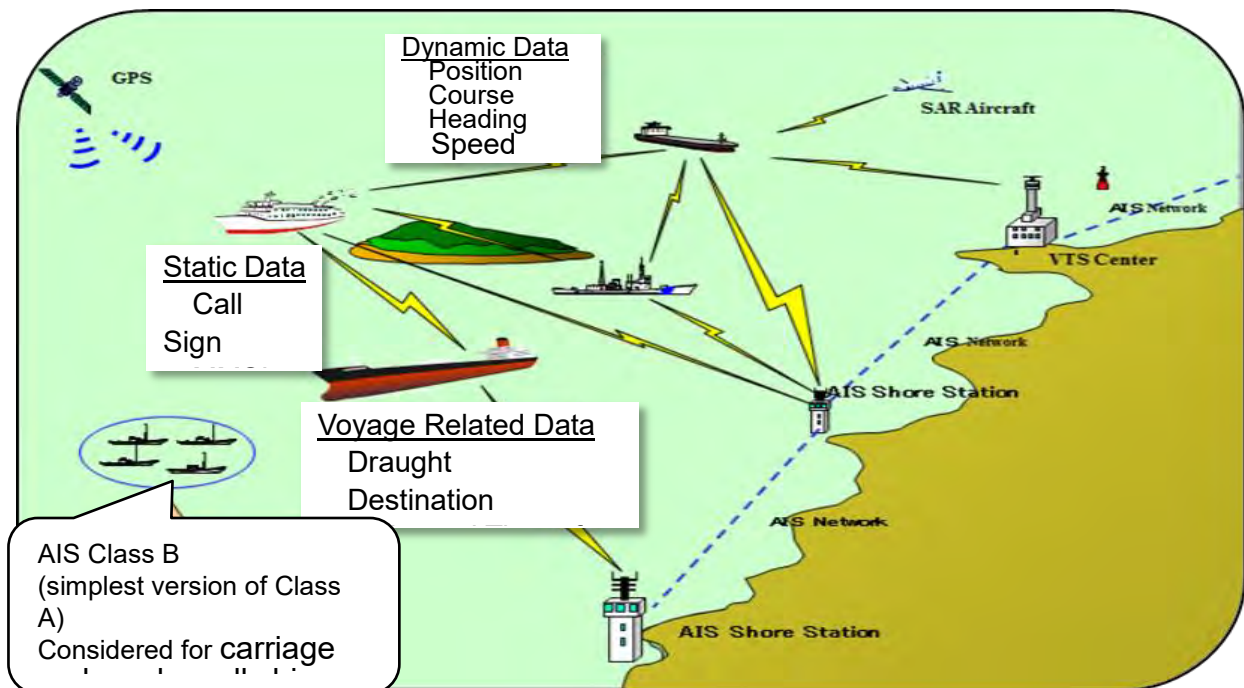 GPS
Dynamic Data
Position
Course
Heading
Speed
SAR Aircraft
AIS Network
VTS Center
Static Data
Call
Sign
AIS Network
AIS Shore Station
Voyage Related Data
Draught
Destination
AIS Network
AIS Class B
(simplest version of Class
A)
Considered for carriage
AIS Shore Station